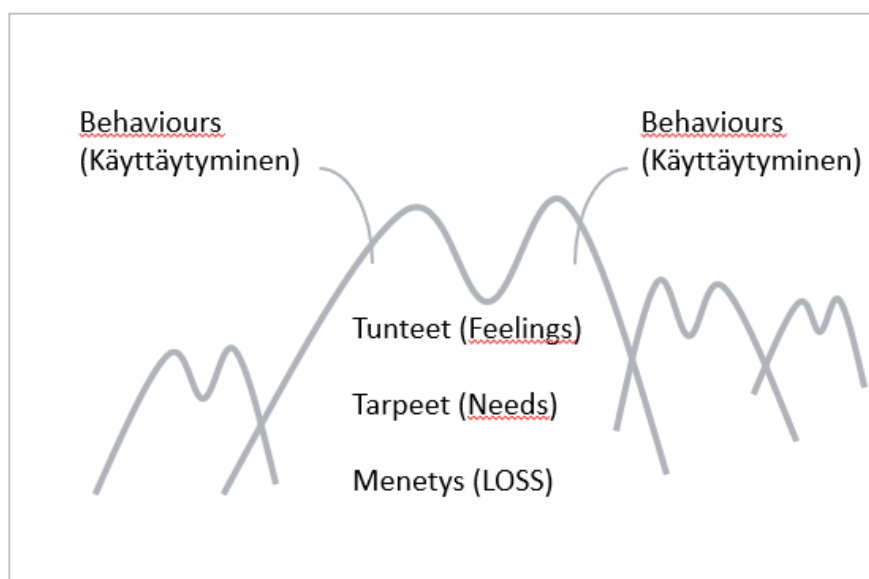 Behaviours
(Käyttäytyminen)
Behaviours
(Käyttäytyminen)
Tunteet (Feelings)
Tarpeet (Needs)
Menetys (LOSS)